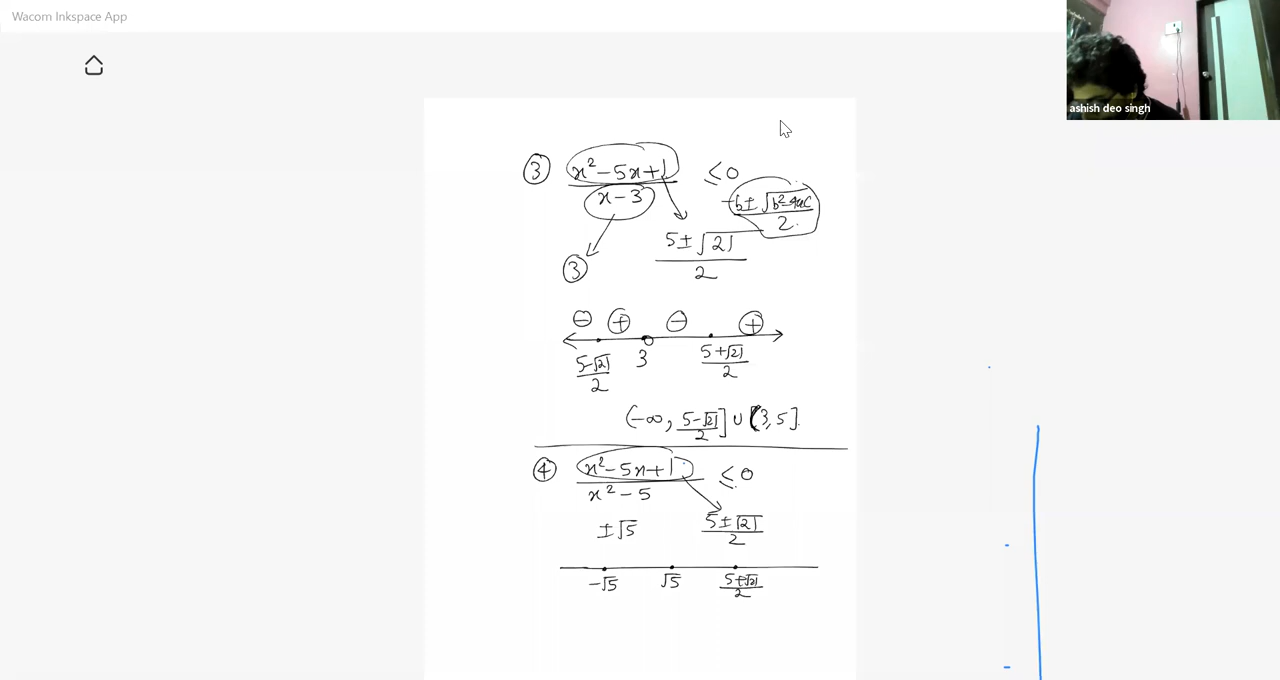 Wacom Inkspace App
ashish deo singh
③ (x² − 5x + 1)/(x − 3) ≤ 0
(−b ± √(b² − 4ac))/2
(5 ± √21)/2
③
⊖ ⊕ ⊖ ⊕
(5 − √21)/2 3 (5 + √21)/2
(−∞, (5 − √21)/2] ∪ (3, 5]
④ (x² − 5x + 1)/(x² − 5) ≤ 0
± √5 (5 ± √21)/2
−√5 √5 (5 + √21)/2